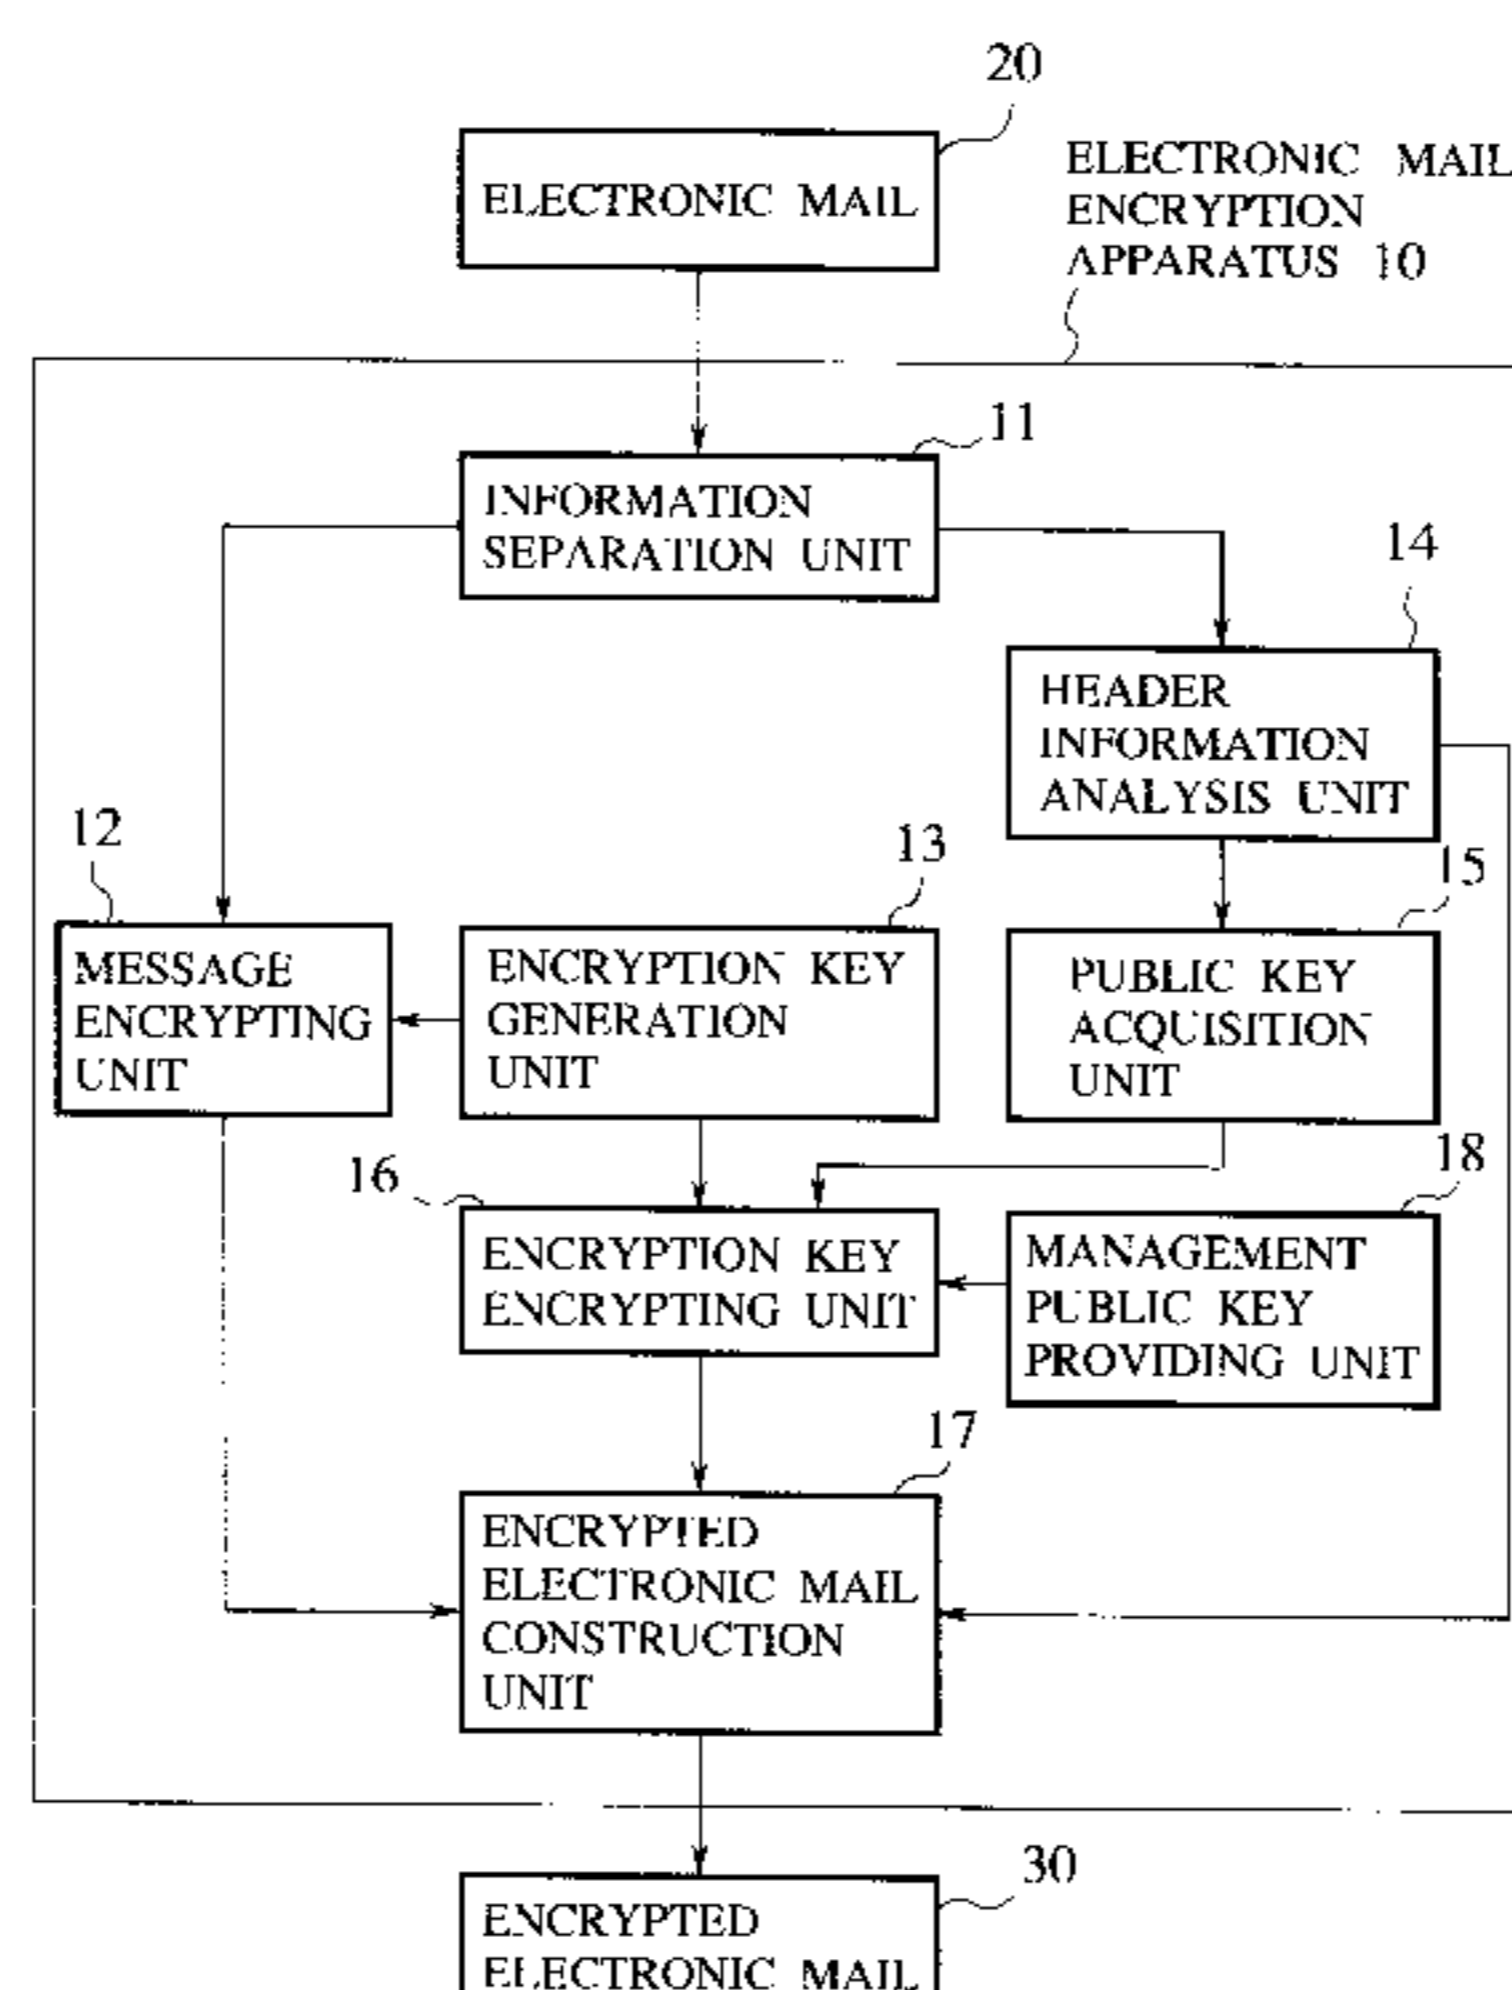 20
ELECTRONIC MAIL
ELECTRONIC MAIL
ENCRYPTION
APPARATUS 10
11
INFORMATION
SEPARATION UNIT
14
HEADER
INFORMATION
ANALYSIS UNIT
12
MESSAGE
ENCRYPTING
UNIT
13
ENCRYPTION KEY
GENERATION
UNIT
15
PUBLIC KEY
ACQUISITION
UNIT
16
ENCRYPTION KEY
ENCRYPTING UNIT
18
MANAGEMENT
PUBLIC KEY
PROVIDING UNIT
17
ENCRYPTED
ELECTRONIC MAIL
CONSTRUCTION
UNIT
30
ENCRYPTED
ELECTRONIC MAIL